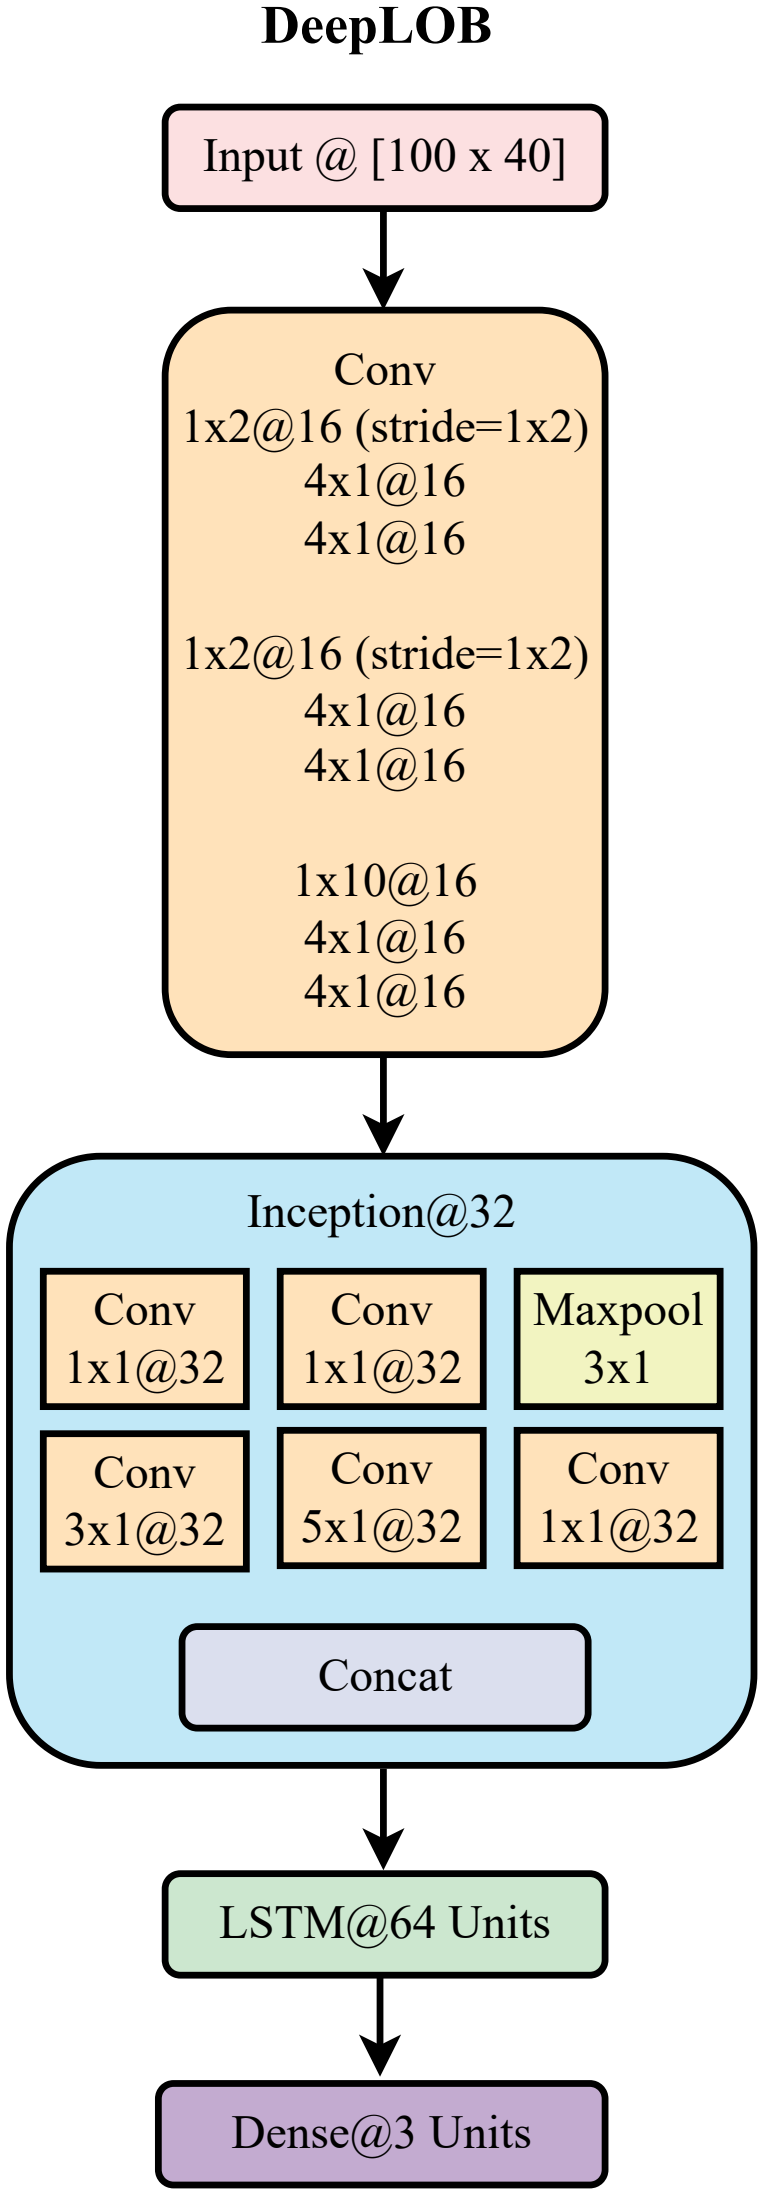 DeepLOB
Input @ [100 x 40]
Conv
1x2@16 (stride=1x2)
4x1@16
4x1@16
1x2@16 (stride=1x2)
4x1@16
4x1@16
1x10@16
4x1@16
4x1@16
Inception@32
Conv
1x1@32
Conv
1x1@32
Maxpool
3x1
Conv
3x1@32
Conv
5x1@32
Conv
1x1@32
Concat
LSTM@64 Units
Dense@3 Units